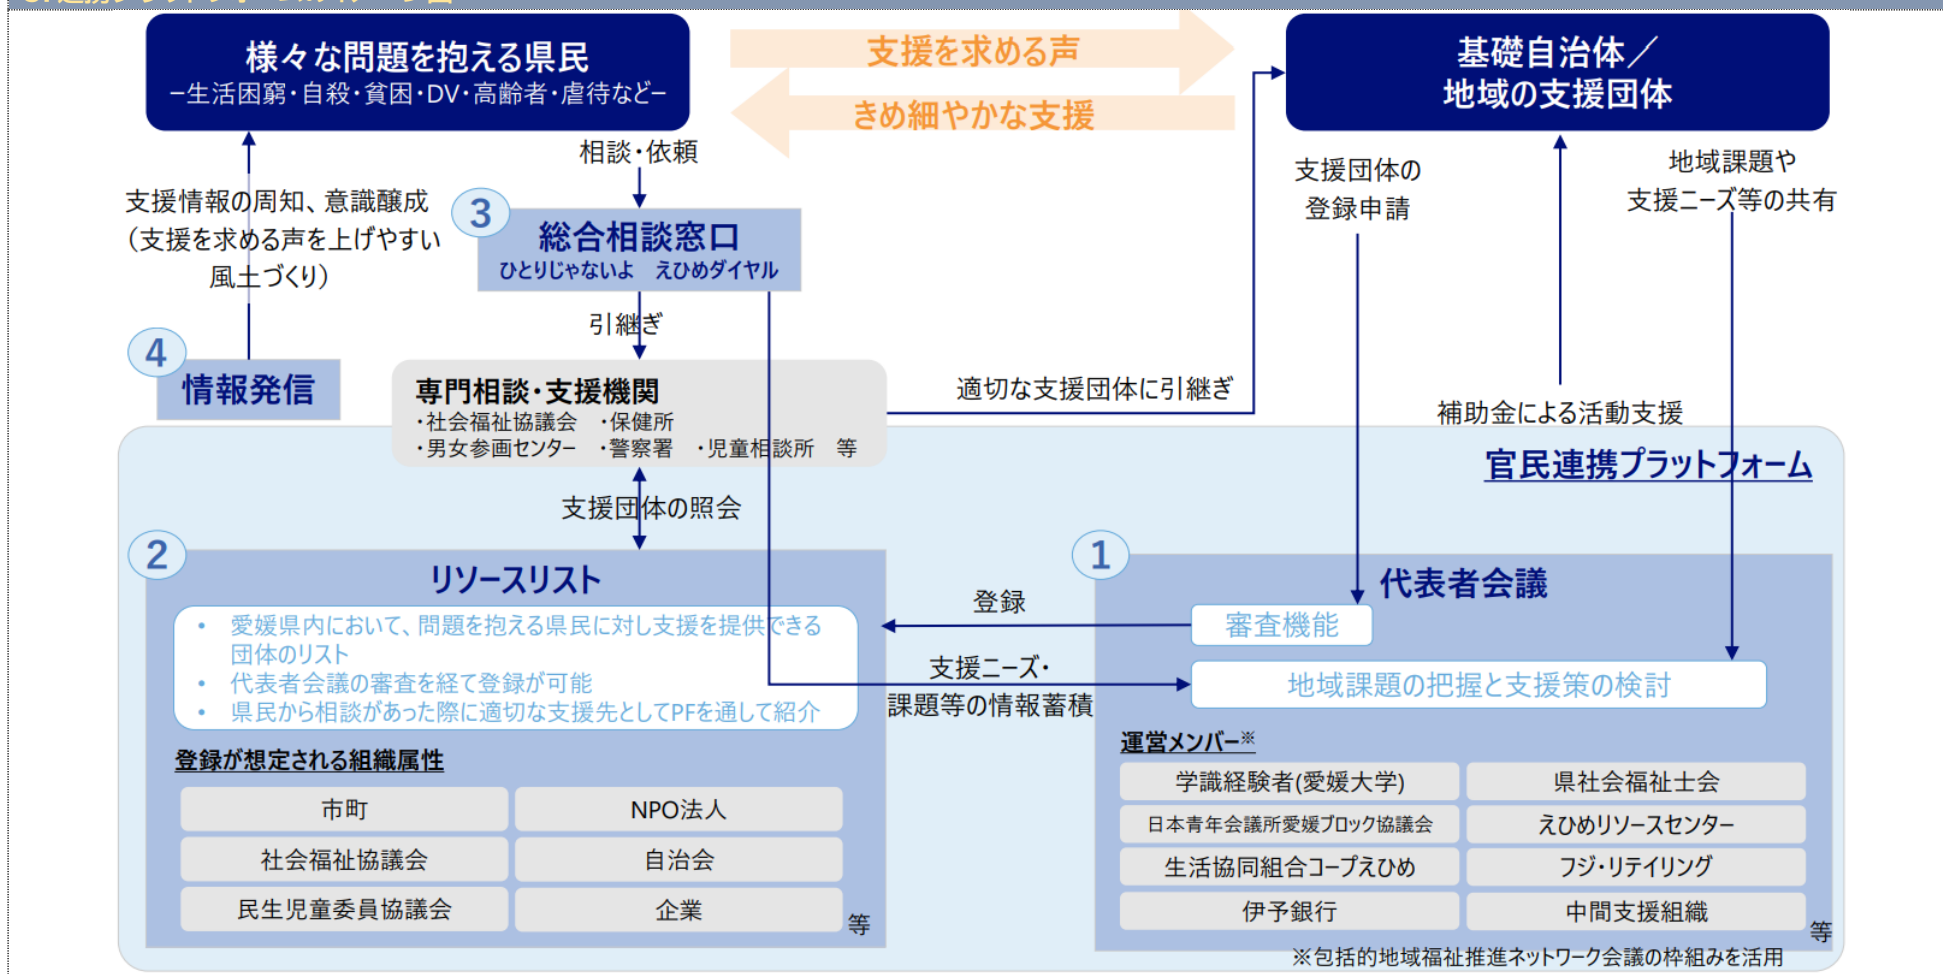 様々な問題を抱える県民
－生活困窮・自殺・貧困・DV・高齢者・虐待など－
支援を求める声
きめ細やかな支援
基礎自治体／
地域の支援団体
相談・依頼
支援情報の周知、意識醸成
（支援を求める声を上げやすい
風土づくり）
3
総合相談窓口
ひとりじゃないよ　えひめダイヤル
支援団体の
登録申請
地域課題や
支援ニーズ等の共有
引継ぎ
4
情報発信
専門相談・支援機関
・社会福祉協議会　・保健所
・男女参画センター　・警察署　・児童相談所　等
適切な支援団体に引継ぎ
補助金による活動支援
官民連携プラットフォーム
支援団体の照会
2
リソースリスト
• 愛媛県内において、問題を抱える県民に対し支援を提供できる
団体のリスト
• 代表者会議の審査を経て登録が可能
• 県民から相談があった際に適切な支援先としてPFを通して紹介
登録が想定される組織属性
市町
NPO法人
社会福祉協議会
自治会
民生児童委員協議会
企業
等
登録
支援ニーズ・
課題等の情報蓄積
1
代表者会議
審査機能
地域課題の把握と支援策の検討
運営メンバー※
学識経験者(愛媛大学)
県社会福祉士会
日本青年会議所愛媛ブロック協議会
えひめリソースセンター
生活協同組合コープえひめ
フジ・リテイリング
伊予銀行
中間支援組織
等
※包括的地域福祉推進ネットワーク会議の枠組みを活用